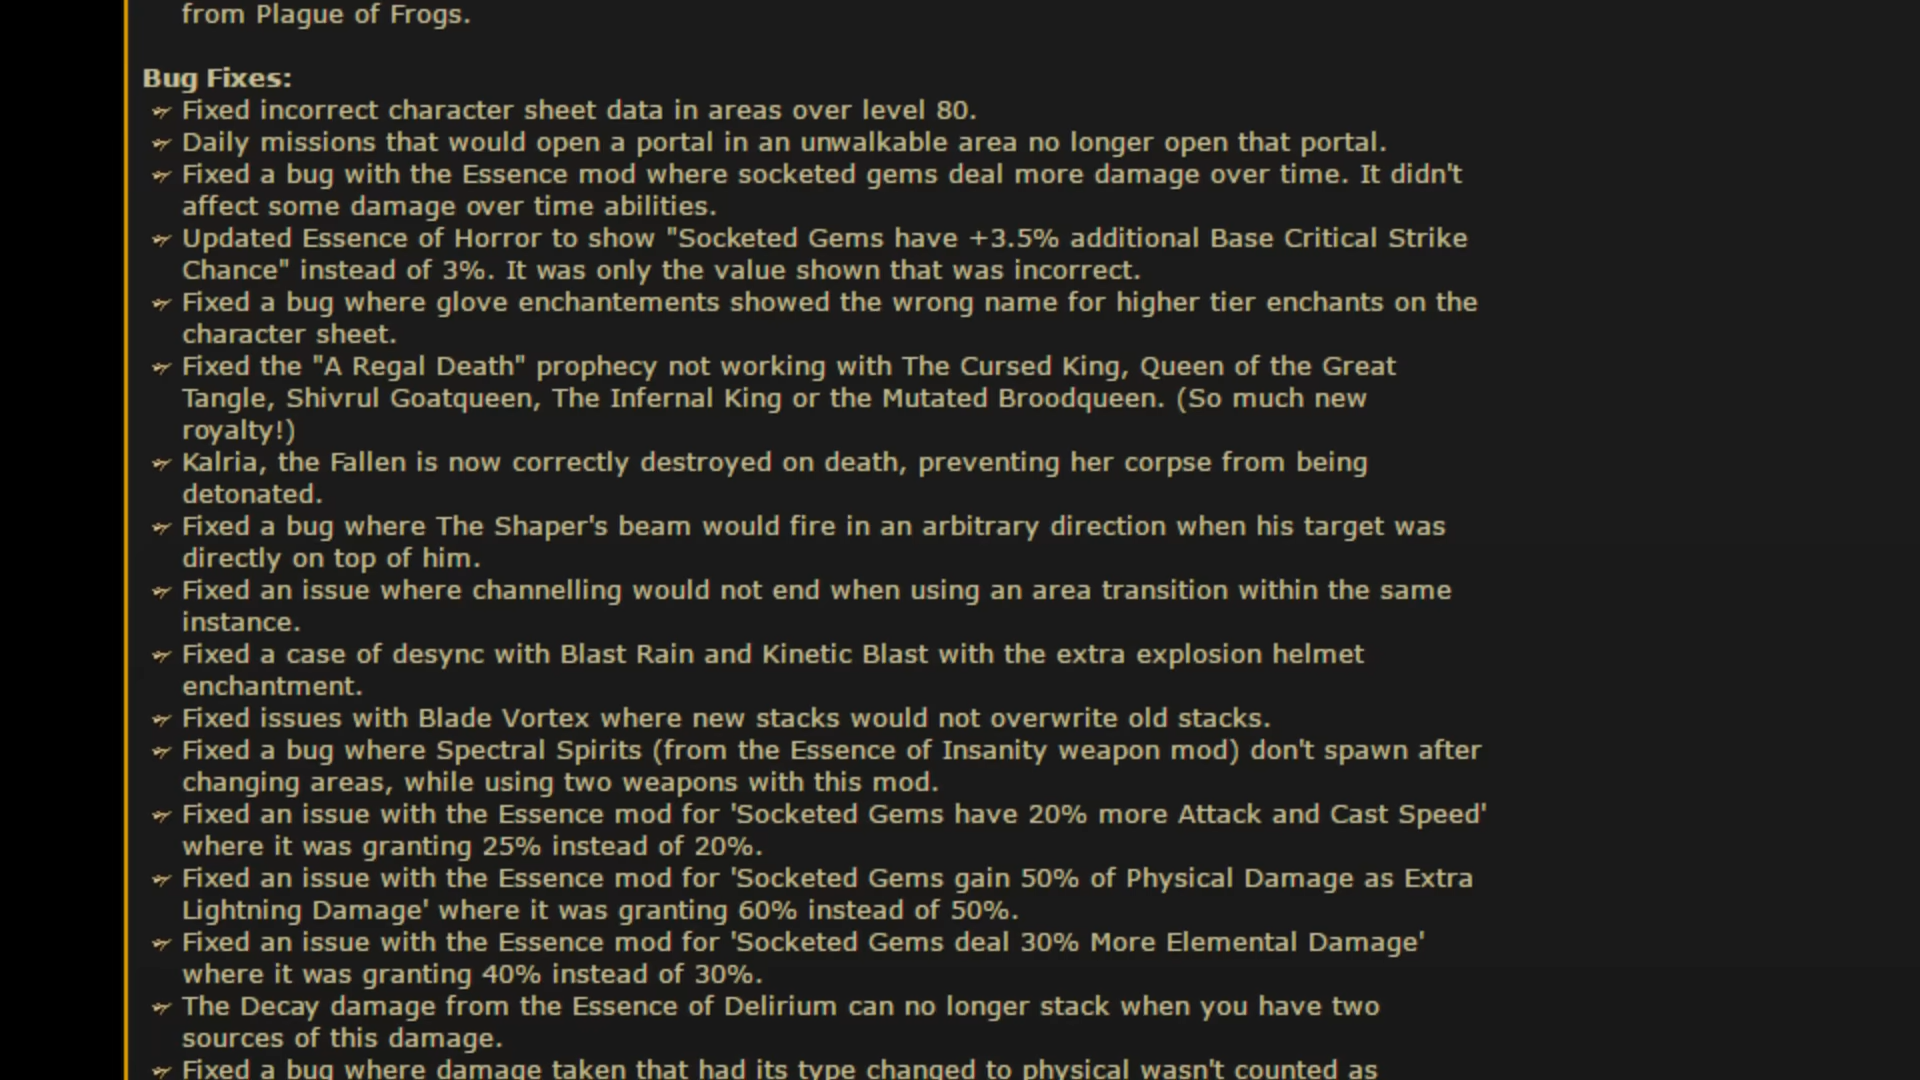 from Plague of Frogs.
Bug Fixes:
Fixed incorrect character sheet data in areas over level 80.
Daily missions that would open a portal in an unwalkable area no longer open that portal.
Fixed a bug with the Essence mod where socketed gems deal more damage over time. It didn't
affect some damage over time abilities.
Updated Essence of Horror to show "Socketed Gems have +3.5% additional Base Critical Strike
Chance" instead of 3%. It was only the value shown that was incorrect.
Fixed a bug where glove enchantements showed the wrong name for higher tier enchants on the
character sheet.
Fixed the "A Regal Death" prophecy not working with The Cursed King, Queen of the Great
Tangle, Shivrul Goatqueen, The Infernal King or the Mutated Broodqueen. (So much new
royalty!)
Kalria, the Fallen is now correctly destroyed on death, preventing her corpse from being
detonated.
Fixed a bug where The Shaper's beam would fire in an arbitrary direction when his target was
directly on top of him.
Fixed an issue where channelling would not end when using an area transition within the same
instance.
Fixed a case of desync with Blast Rain and Kinetic Blast with the extra explosion helmet
enchantment.
Fixed issues with Blade Vortex where new stacks would not overwrite old stacks.
Fixed a bug where Spectral Spirits (from the Essence of Insanity weapon mod) don't spawn after
changing areas, while using two weapons with this mod.
Fixed an issue with the Essence mod for 'Socketed Gems have 20% more Attack and Cast Speed'
where it was granting 25% instead of 20%.
Fixed an issue with the Essence mod for 'Socketed Gems gain 50% of Physical Damage as Extra
Lightning Damage' where it was granting 60% instead of 50%.
Fixed an issue with the Essence mod for 'Socketed Gems deal 30% More Elemental Damage'
where it was granting 40% instead of 30%.
The Decay damage from the Essence of Delirium can no longer stack when you have two
sources of this damage.
Fixed a bug where damage taken that had its type changed to physical wasn't counted as